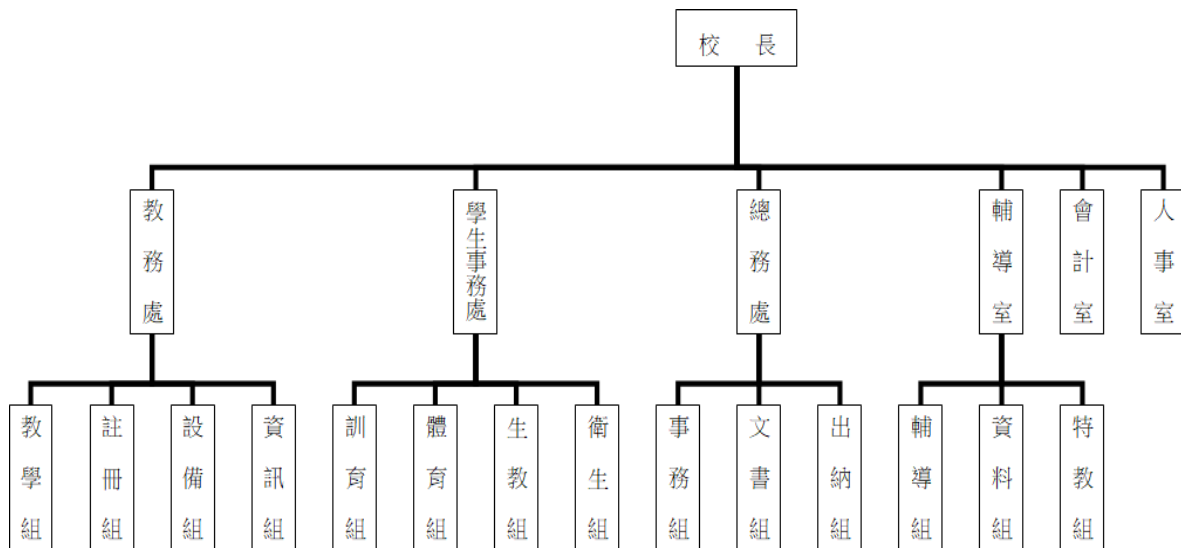 校長
教務處
學生事務處
總務處
輔導室
會計室
人事室
教學組
註冊組
設備組
資訊組
訓育組
體育組
生教組
衛生組
事務組
文書組
出納組
輔導組
資料組
特教組